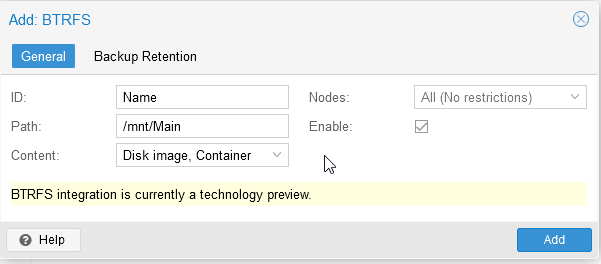 Add: BTRFS
General Backup Retention
ID: Name Nodes: All (No restrictions)
Path: /mnt/Main Enable:
Content: Disk image, Container
BTRFS integration is currently a technology preview.
Help Add